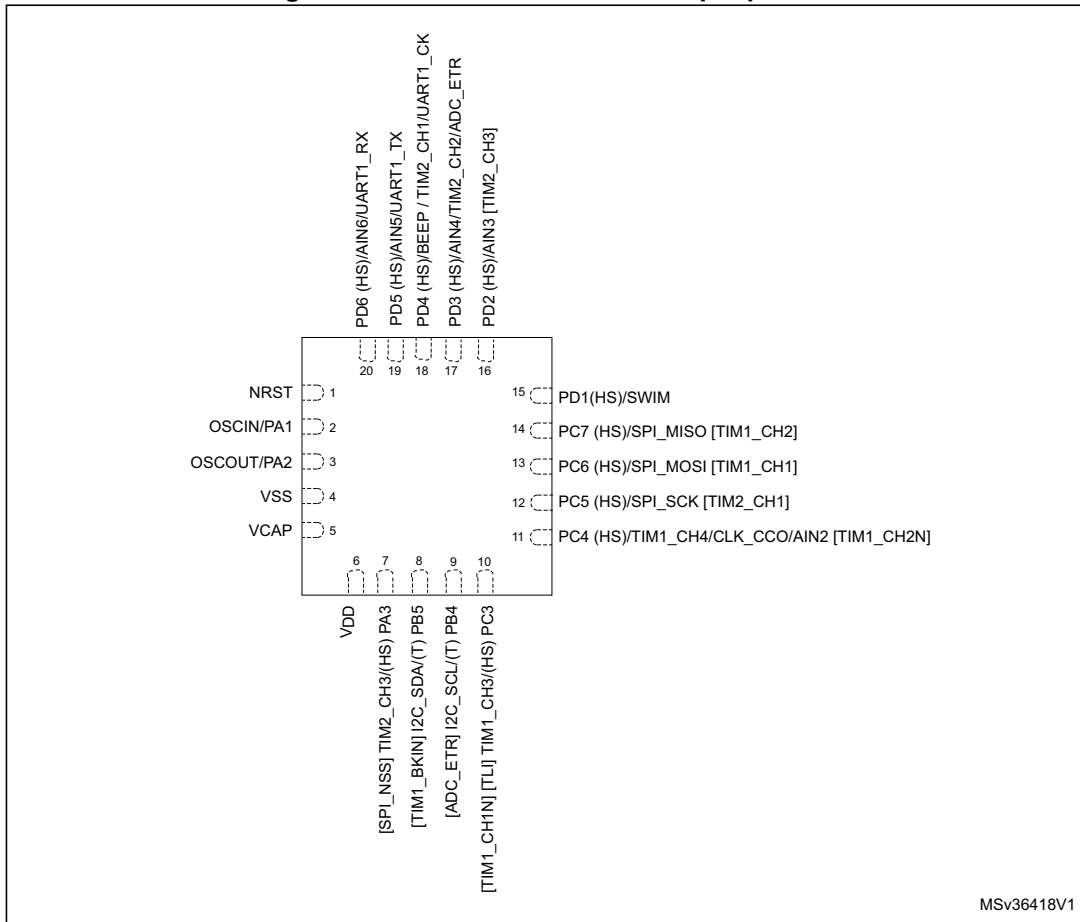 PD6 (HS)/AIN6/UART1_RX
PD5 (HS)/AIN5/UART1_TX
PD4 (HS)/BEEP / TIM2_CH1/UART1_CK
PD3 (HS)/AIN4/TIM2_CH2/ADC_ETR
PD2 (HS)/AIN3 [TIM2_CH3]
20 19 18 17 16
NRST 1
OSCIN/PA1 2
OSCOUT/PA2 3
VSS 4
VCAP 5
15 PD1(HS)/SWIM
14 PC7 (HS)/SPI_MISO [TIM1_CH2]
13 PC6 (HS)/SPI_MOSI [TIM1_CH1]
12 PC5 (HS)/SPI_SCK [TIM2_CH1]
11 PC4 (HS)/TIM1_CH4/CLK_CCO/AIN2 [TIM1_CH2N]
6 7 8 9 10
VDD
[SPI_NSS] TIM2_CH3/(HS) PA3
[TIM1_BKIN] I2C_SDA/(T) PB5
[ADC_ETR] I2C_SCL/(T) PB4
[TIM1_CH1N] [TLI] TIM1_CH3/(HS) PC3
MSv36418V1